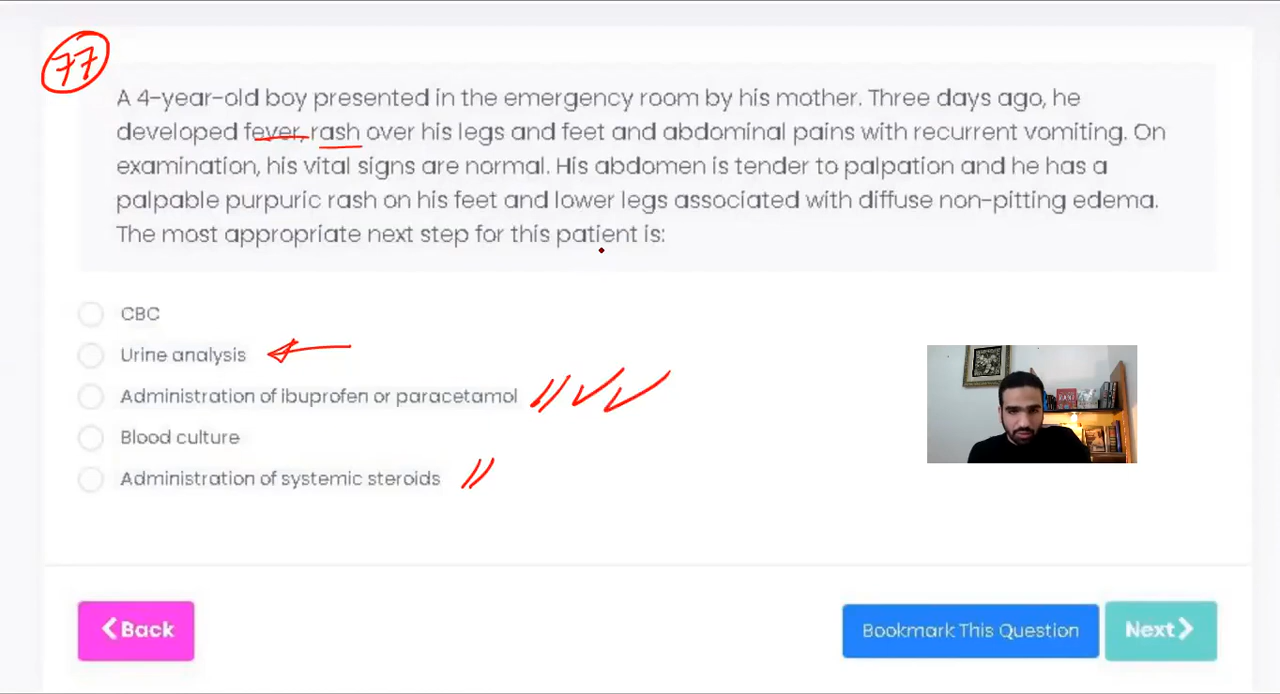 77
A 4-year-old boy presented in the emergency room by his mother. Three days ago, he
developed fever, rash over his legs and feet and abdominal pains with recurrent vomiting. On
examination, his vital signs are normal. His abdomen is tender to palpation and he has a
palpable purpuric rash on his feet and lower legs associated with diffuse non-pitting edema.
The most appropriate next step for this patient is:
CBC
Urine analysis
Administration of ibuprofen or paracetamol
Blood culture
Administration of systemic steroids
Back
Bookmark This Question
Next